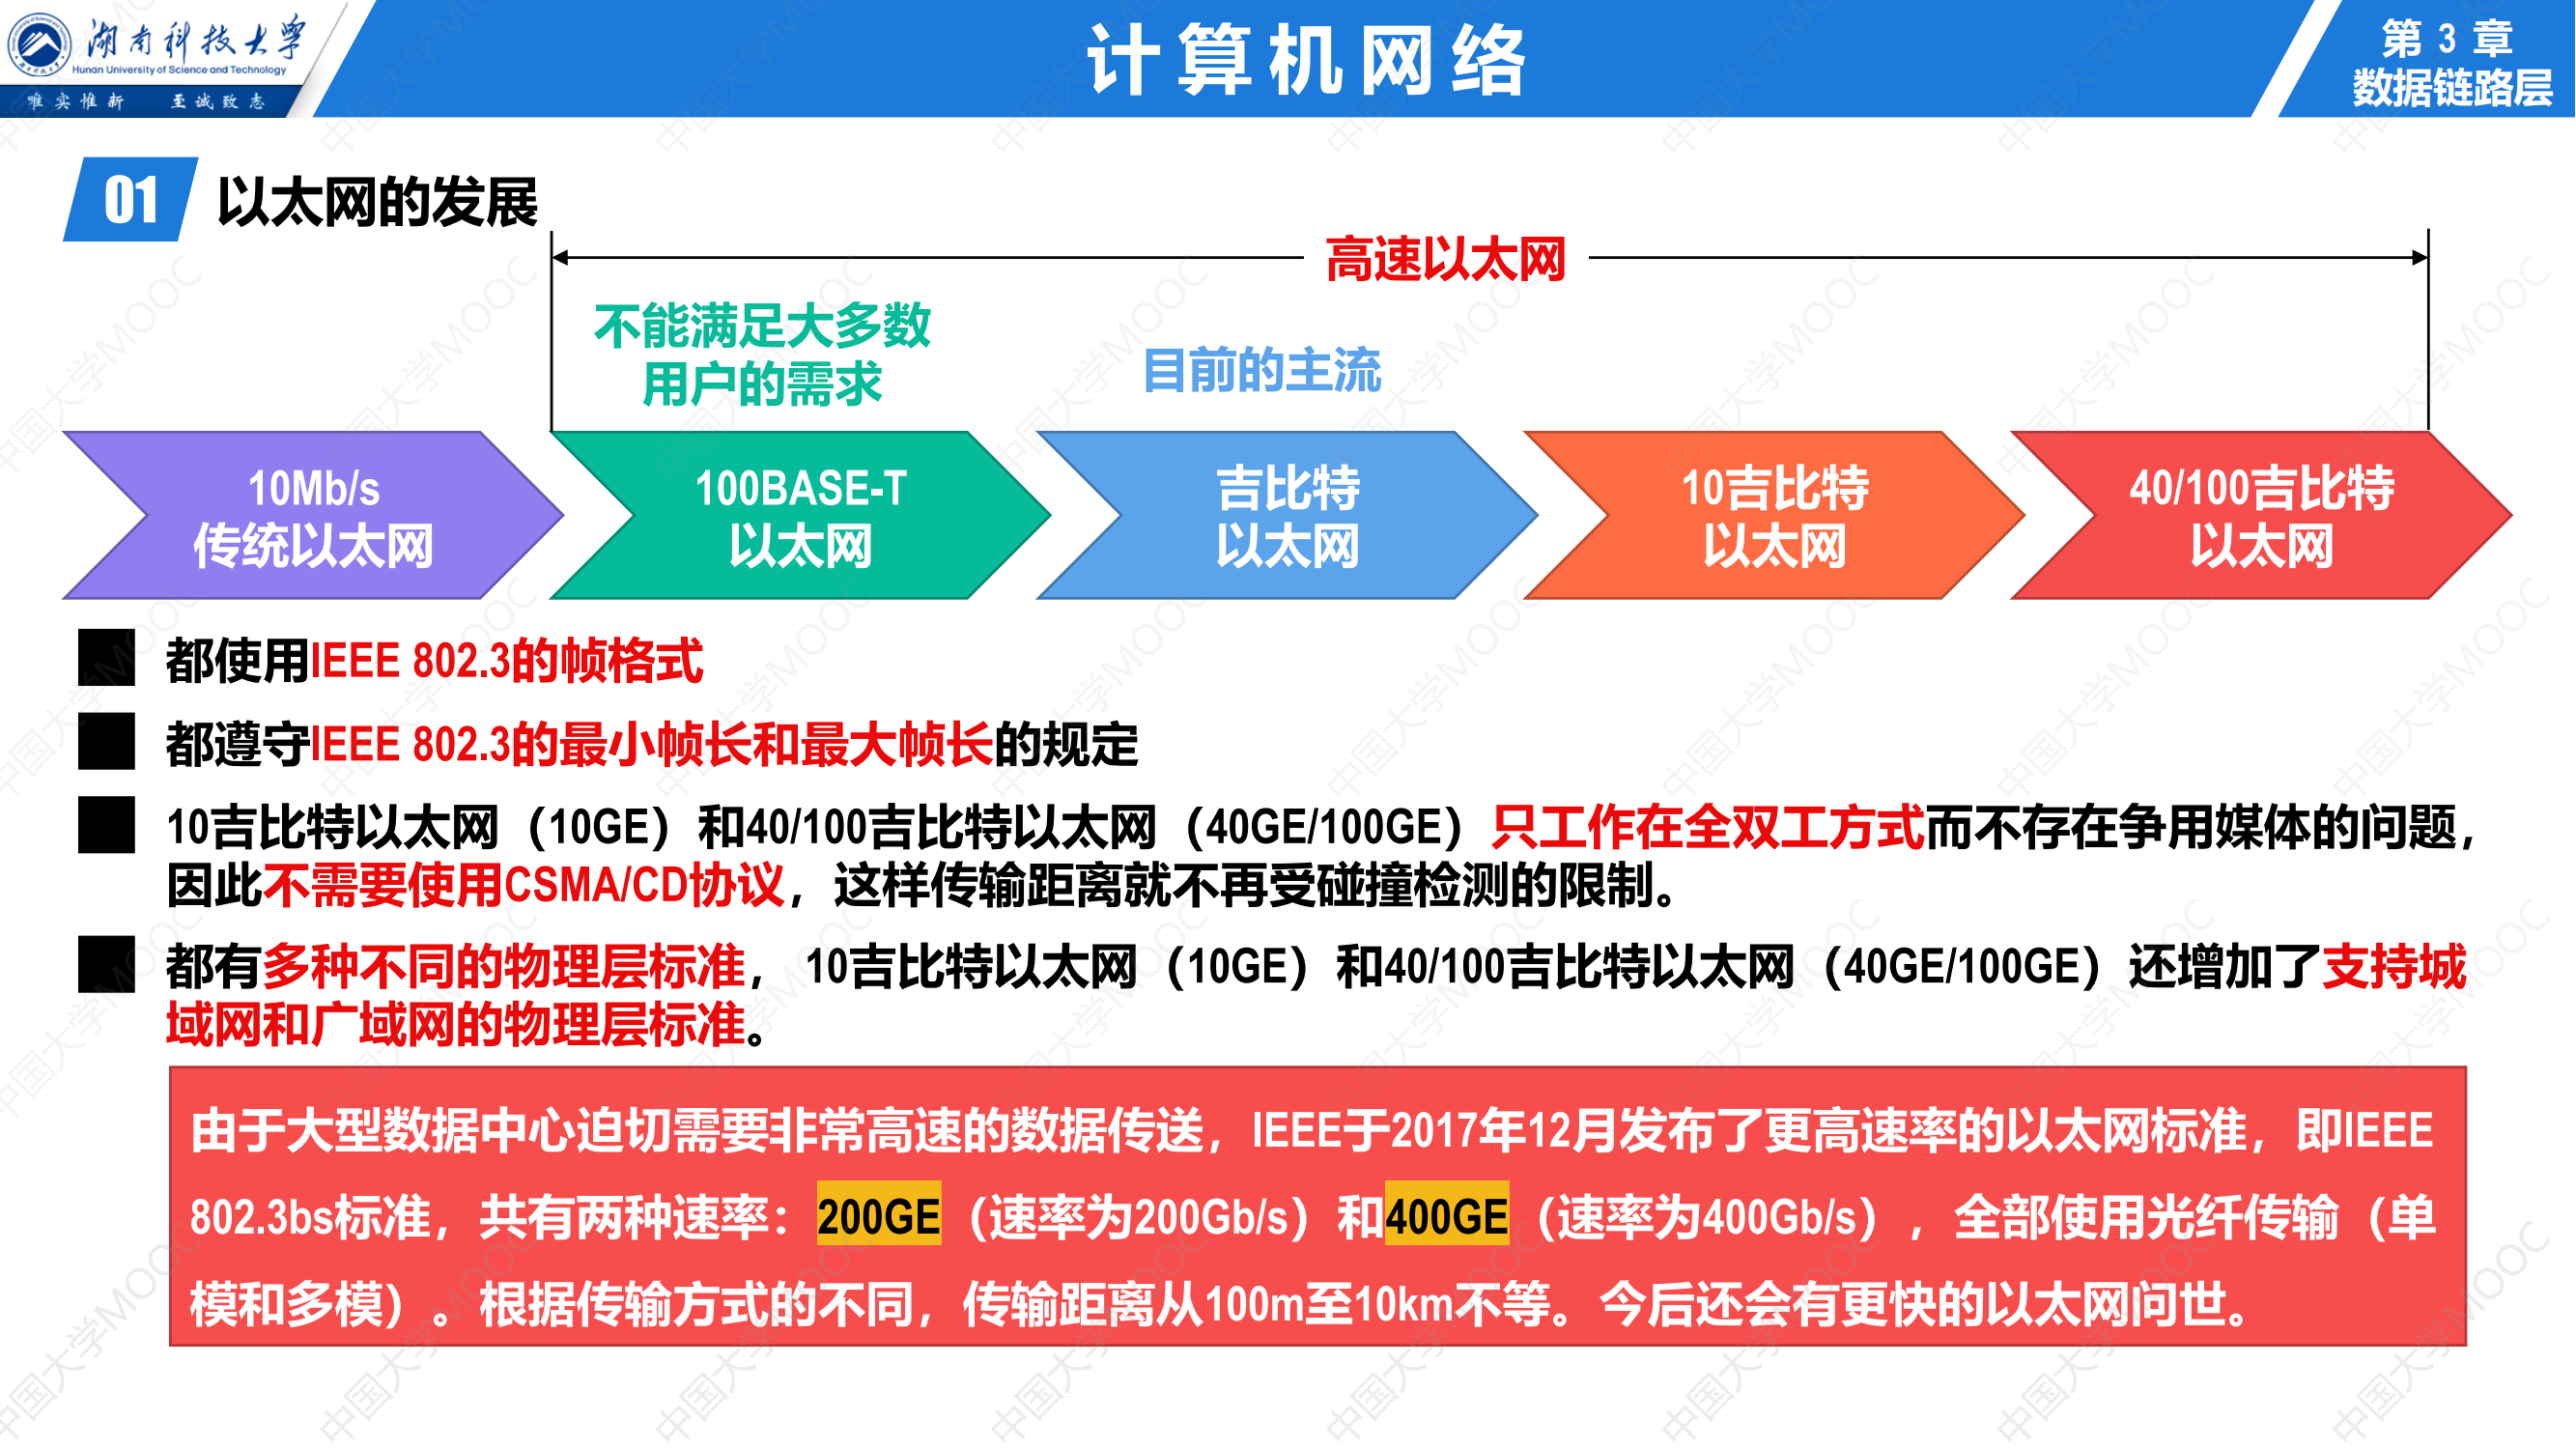 湖南科技大学
Hunan University of Science and Technology
唯实惟新 至诚致志
计算机网络
第 3 章
数据链路层
01 以太网的发展
高速以太网
不能满足大多数
用户的需求
目前的主流
10Mb/s
传统以太网
100BASE-T
以太网
吉比特
以太网
10吉比特
以太网
40/100吉比特
以太网
都使用IEEE 802.3的帧格式
都遵守IEEE 802.3的最小帧长和最大帧长的规定
10吉比特以太网（10GE）和40/100吉比特以太网（40GE/100GE）只工作在全双工方式而不存在争用媒体的问题，
因此不需要使用CSMA/CD协议，这样传输距离就不再受碰撞检测的限制。
都有多种不同的物理层标准， 10吉比特以太网（10GE）和40/100吉比特以太网（40GE/100GE）还增加了支持城
域网和广域网的物理层标准。
由于大型数据中心迫切需要非常高速的数据传送，IEEE于2017年12月发布了更高速率的以太网标准，即IEEE
802.3bs标准，共有两种速率：200GE（速率为200Gb/s）和400GE（速率为400Gb/s），全部使用光纤传输（单
模和多模）。根据传输方式的不同，传输距离从100m至10km不等。今后还会有更快的以太网问世。
中国大学MOOC